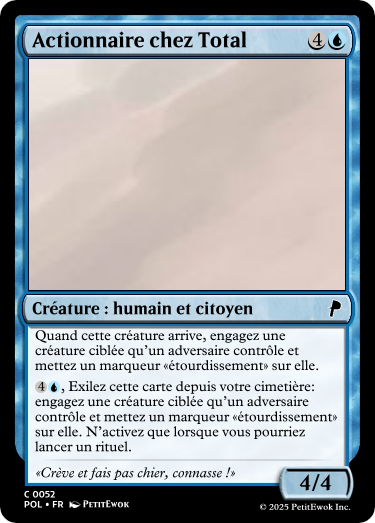 Actionnaire chez Total 4
Créature : humain et citoyen
Quand cette créature arrive, engagez une
créature ciblée qu'un adversaire contrôle et
mettez un marqueur «étourdissement» sur elle.
4, Exilez cette carte depuis votre cimetière:
engagez une créature ciblée qu'un adversaire
contrôle et mettez un marqueur «étourdissement»
sur elle. N'activez que lorsque vous pourriez
lancer un rituel.
«Crève et fais pas chier, connasse !»
4/4
C 0052
POL • FR PetitEwok
© 2025 PetitEwok Inc.